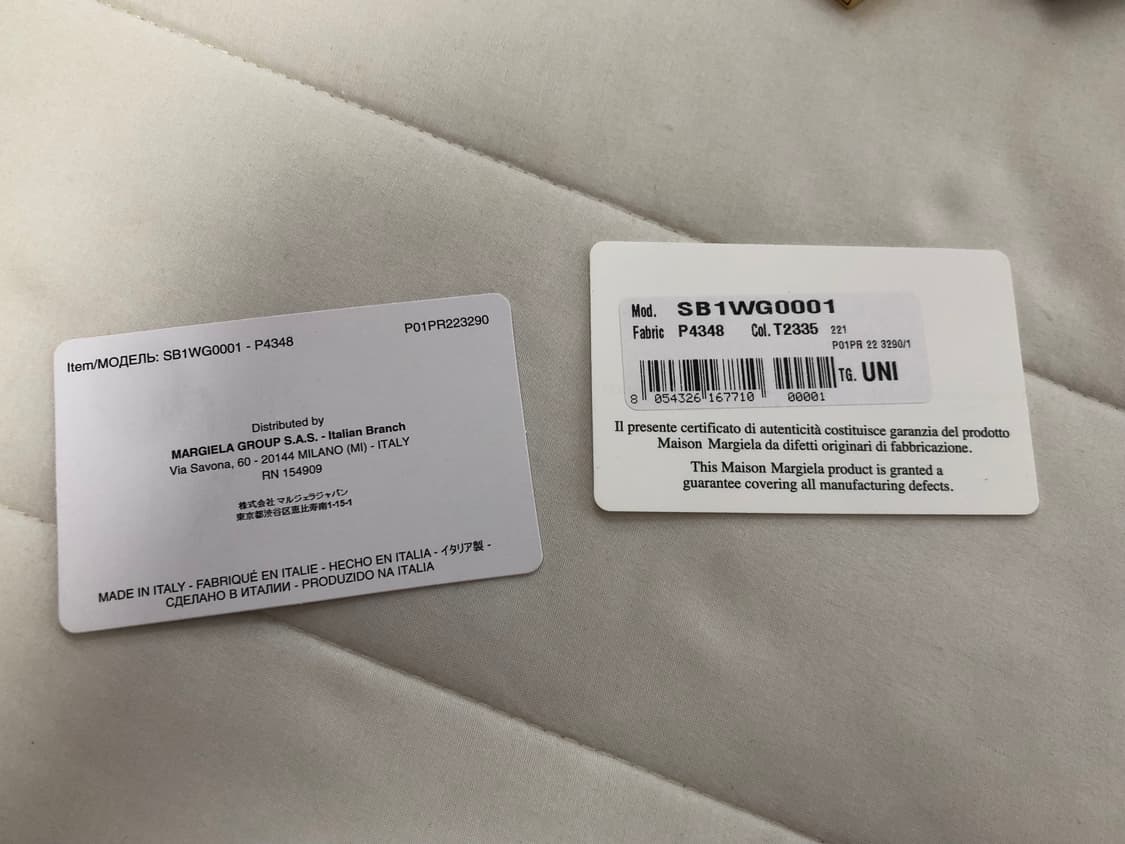 Item/МОДЕЛЬ: SB1WG0001 - P4348
P01PR223290
Distributed by
MARGIELA GROUP S.A.S. - Italian Branch
Via Savona, 60 - 20144 MILANO (MI) - ITALY
RN 154909
株式会社 マルジェラジャパン
東京都渋谷区恵比寿南1-15-1
MADE IN ITALY - FABRIQUÉ EN ITALIE - HECHO EN ITALIA - イタリア製 -
СДЕЛАНО В ИТАЛИИ - PRODUZIDO NA ITALIA
Mod. SB1WG0001
Fabric P4348 Col. T2335 221
P01PR 22 3290/1
TG. UNI
8 054326 167710 00001
Il presente certificato di autenticità costituisce garanzia del prodotto
Maison Margiela da difetti originari di fabbricazione.
This Maison Margiela product is granted a
guarantee covering all manufacturing defects.